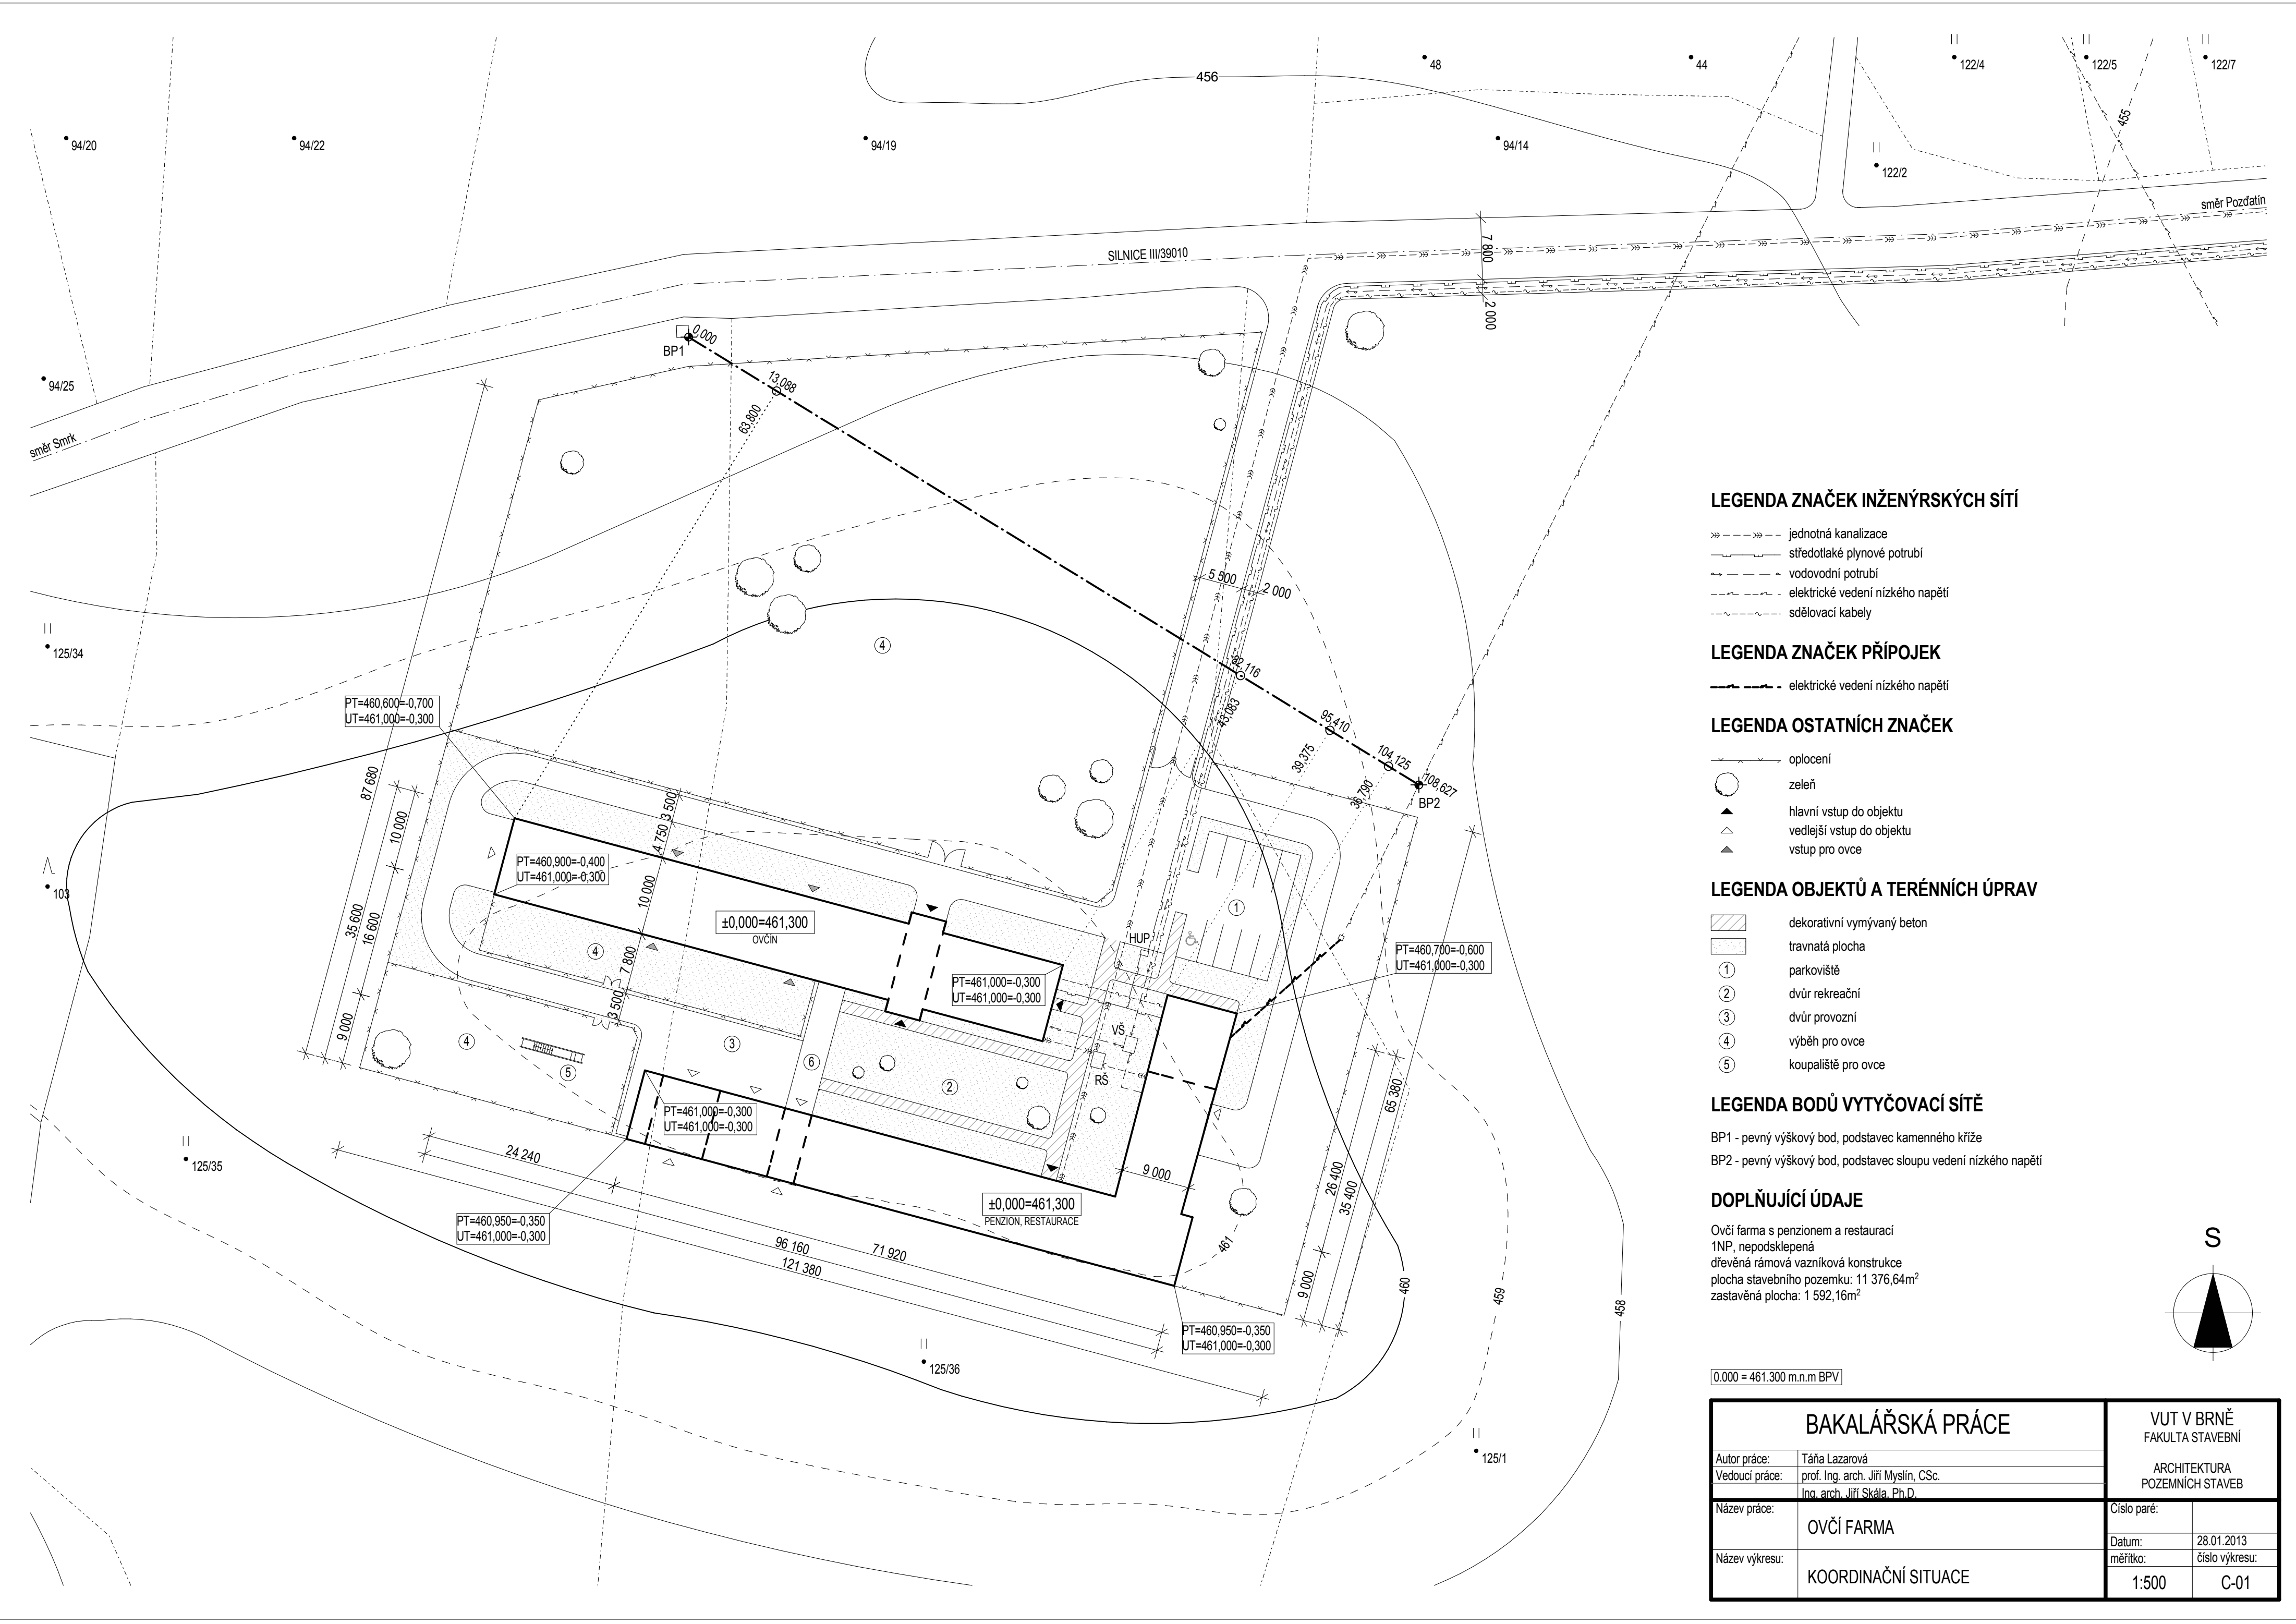 456
48
44
122/4
122/5
122/7
455
94/20
94/22
94/19
94/14
122/2
směr Pozďatín
7 800
SILNICE III/39010
2 000
0,000
BP1
94/25
13,088
63,800
směr Smrk
5 500
2 000
4
125/34
82,116
43,083
95,410
39,375
104,125
36,790
108,627
BP2
PT=460,600=-0,700
UT=461,000=-0,300
87 680
10 000
35 600
16 600
9 000
3 500
4 750
10 000
7 800
3 500
PT=460,900=-0,400
UT=461,000=-0,300
103
±0,000=461,300
OVČÍN
1
HUP
4
PT=460,700=-0,600
UT=461,000=-0,300
PT=461,000=-0,300
UT=461,000=-0,300
VŠ
RŠ
4
5
3
6
2
PT=461,000=-0,300
UT=461,000=-0,300
65 380
26 400
35 400
9 000
125/35
24 240
9 000
±0,000=461,300
PENZION, RESTAURACE
PT=460,950=-0,350
UT=461,000=-0,300
96 160
71 920
121 380
461
460
459
458
PT=460,950=-0,350
UT=461,000=-0,300
125/36
125/1
LEGENDA ZNAČEK INŽENÝRSKÝCH SÍTÍ
jednotná kanalizace
středotlaké plynové potrubí
vodovodní potrubí
elektrické vedení nízkého napětí
sdělovací kabely
LEGENDA ZNAČEK PŘÍPOJEK
elektrické vedení nízkého napětí
LEGENDA OSTATNÍCH ZNAČEK
oplocení
zeleň
hlavní vstup do objektu
vedlejší vstup do objektu
vstup pro ovce
LEGENDA OBJEKTŮ A TERÉNNÍCH ÚPRAV
dekorativní vymývaný beton
travnatá plocha
1 parkoviště
2 dvůr rekreační
3 dvůr provozní
4 výběh pro ovce
5 koupaliště pro ovce
LEGENDA BODŮ VYTYČOVACÍ SÍTĚ
BP1 - pevný výškový bod, podstavec kamenného kříže
BP2 - pevný výškový bod, podstavec sloupu vedení nízkého napětí
DOPLŇUJÍCÍ ÚDAJE
Ovčí farma s penzionem a restaurací
1NP, nepodsklepená
dřevěná rámová vazníková konstrukce
plocha stavebního pozemku: 11 376,64m²
zastavěná plocha: 1 592,16m²
S
0.000 = 461.300 m.n.m BPV
BAKALÁŘSKÁ PRÁCE
VUT V BRNĚ
FAKULTA STAVEBNÍ
ARCHITEKTURA
POZEMNÍCH STAVEB
Autor práce: Táňa Lazarová
Vedoucí práce: prof. Ing. arch. Jiří Myslín, CSc.
Ing. arch. Jiří Skála, Ph.D.
Název práce:
OVČÍ FARMA
Číslo paré:
Datum: 28.01.2013
Název výkresu:
KOORDINAČNÍ SITUACE
měřítko: číslo výkresu:
1:500 C-01